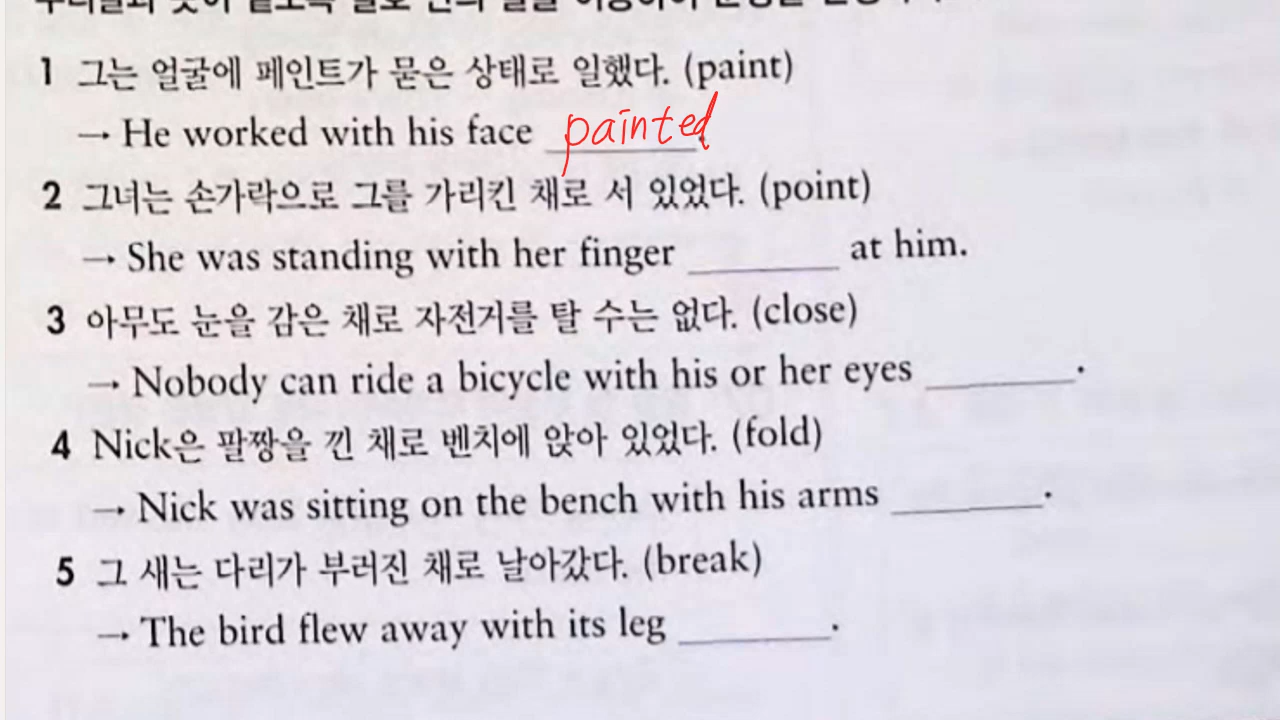 1 그는 얼굴에 페인트가 묻은 상태로 일했다. (paint)
→ He worked with his face painted.
2 그녀는 손가락으로 그를 가리킨 채로 서 있었다. (point)
→ She was standing with her finger ________ at him.
3 아무도 눈을 감은 채로 자전거를 탈 수는 없다. (close)
→ Nobody can ride a bicycle with his or her eyes ________.
4 Nick은 팔짱을 낀 채로 벤치에 앉아 있었다. (fold)
→ Nick was sitting on the bench with his arms ________.
5 그 새는 다리가 부러진 채로 날아갔다. (break)
→ The bird flew away with its leg ________.